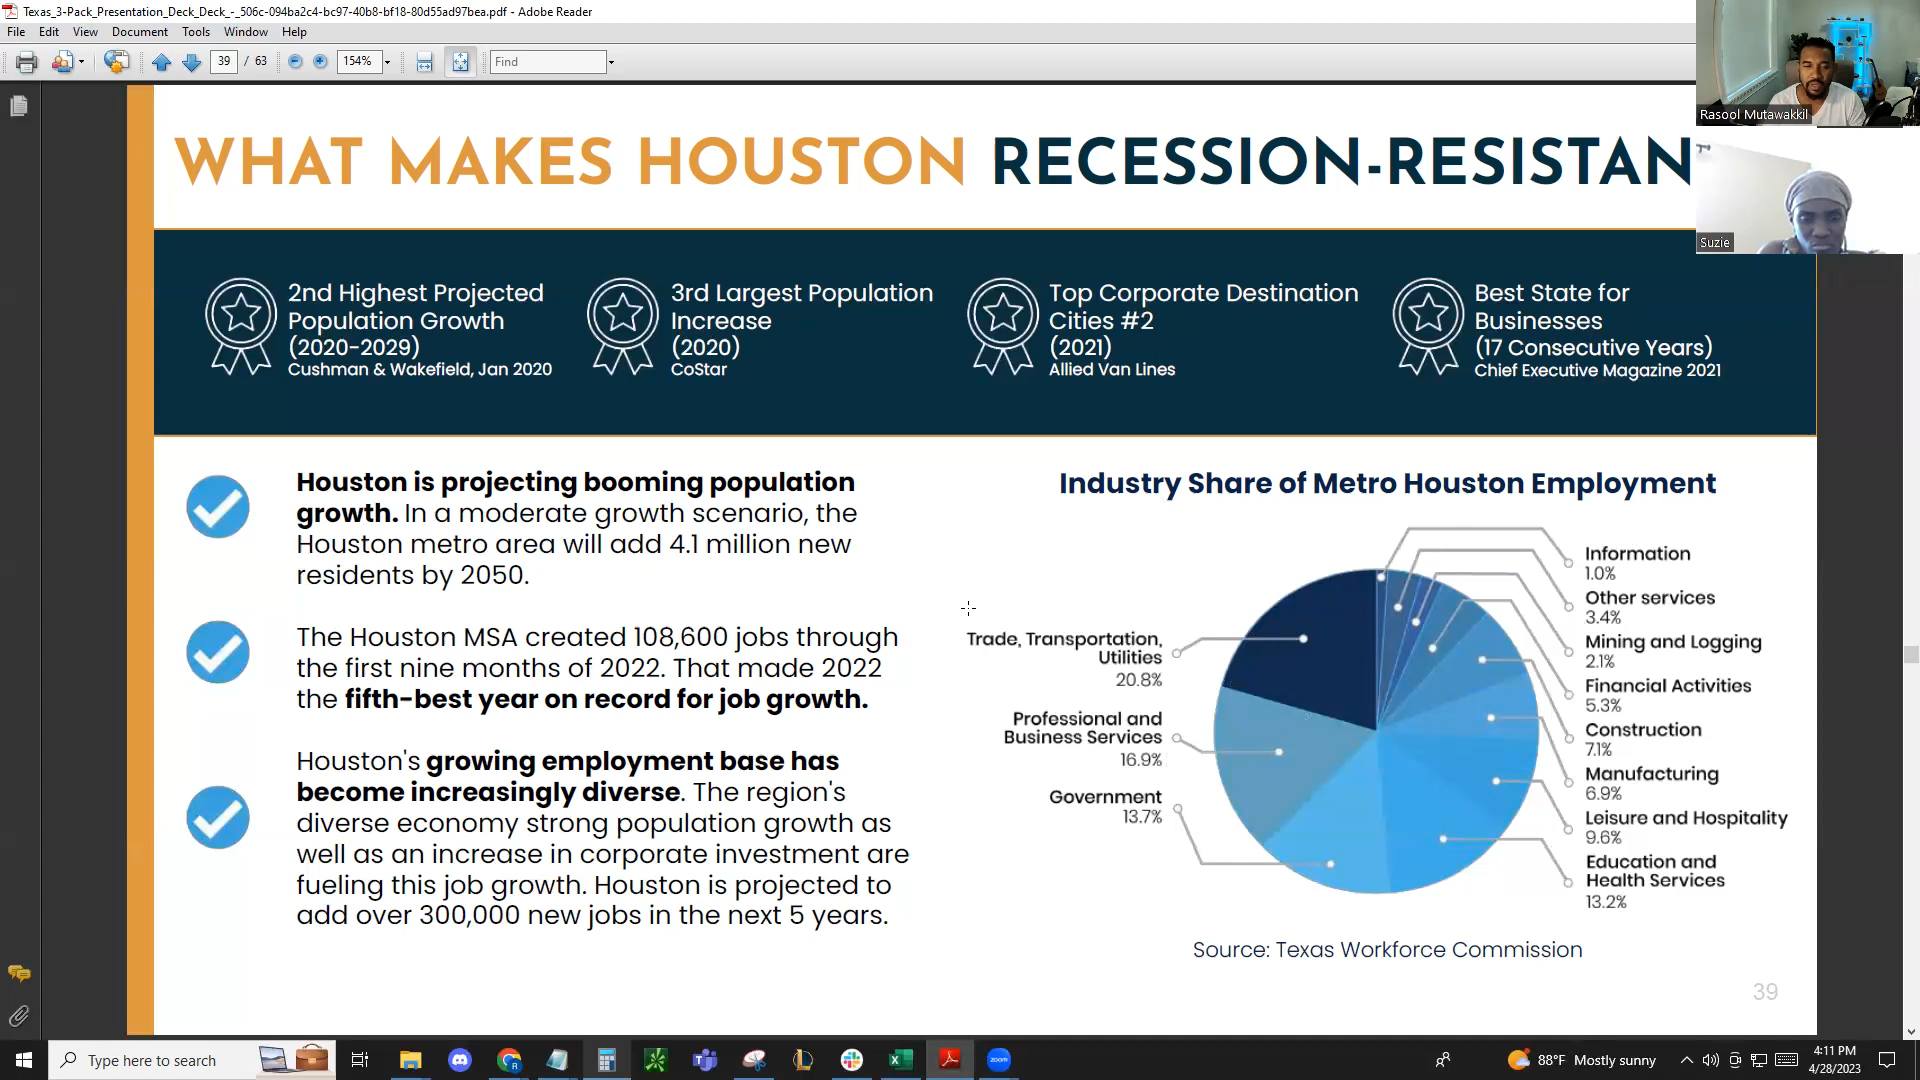 Texas_3-Pack_Presentation_Deck_Deck_-_506c-094ba2c4-bc97-40b8-bf18-80d55ad97bea.pdf - Adobe Reader
File Edit View Document Tools Window Help
39 / 63 154% Find
Rasool Mutawakkil
Suzie
WHAT MAKES HOUSTON RECESSION-RESISTAN
2nd Highest Projected
Population Growth
(2020-2029)
Cushman & Wakefield, Jan 2020
3rd Largest Population
Increase
(2020)
CoStar
Top Corporate Destination
Cities #2
(2021)
Allied Van Lines
Best State for
Businesses
(17 Consecutive Years)
Chief Executive Magazine 2021
Houston is projecting booming population
growth. In a moderate growth scenario, the
Houston metro area will add 4.1 million new
residents by 2050.
The Houston MSA created 108,600 jobs through
the first nine months of 2022. That made 2022
the fifth-best year on record for job growth.
Houston's growing employment base has
become increasingly diverse. The region's
diverse economy strong population growth as
well as an increase in corporate investment are
fueling this job growth. Houston is projected to
add over 300,000 new jobs in the next 5 years.
Industry Share of Metro Houston Employment
Trade, Transportation,
Utilities
20.8%
Professional and
Business Services
16.9%
Government
13.7%
Information
1.0%
Other services
3.4%
Mining and Logging
2.1%
Financial Activities
5.3%
Construction
7.1%
Manufacturing
6.9%
Leisure and Hospitality
9.6%
Education and
Health Services
13.2%
Source: Texas Workforce Commission
39
Type here to search
zoom
88°F Mostly sunny
4:11 PM
4/28/2023